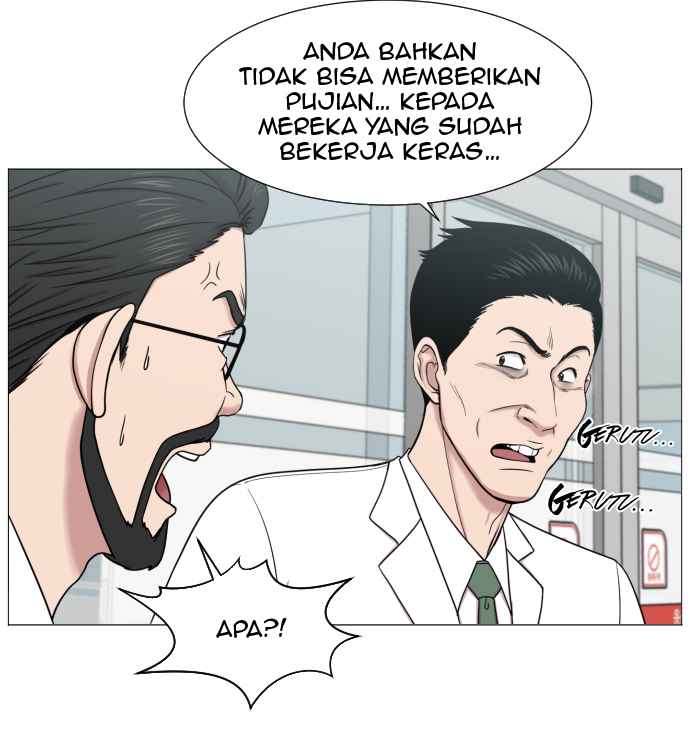 ANDA BAHKAN
TIDAK BISA MEMBERIKAN
PUJIAN... KEPADA
MEREKA YANG SUDAH
BEKERJA KERAS...
GERUTU...
GERUTU...
APA?!